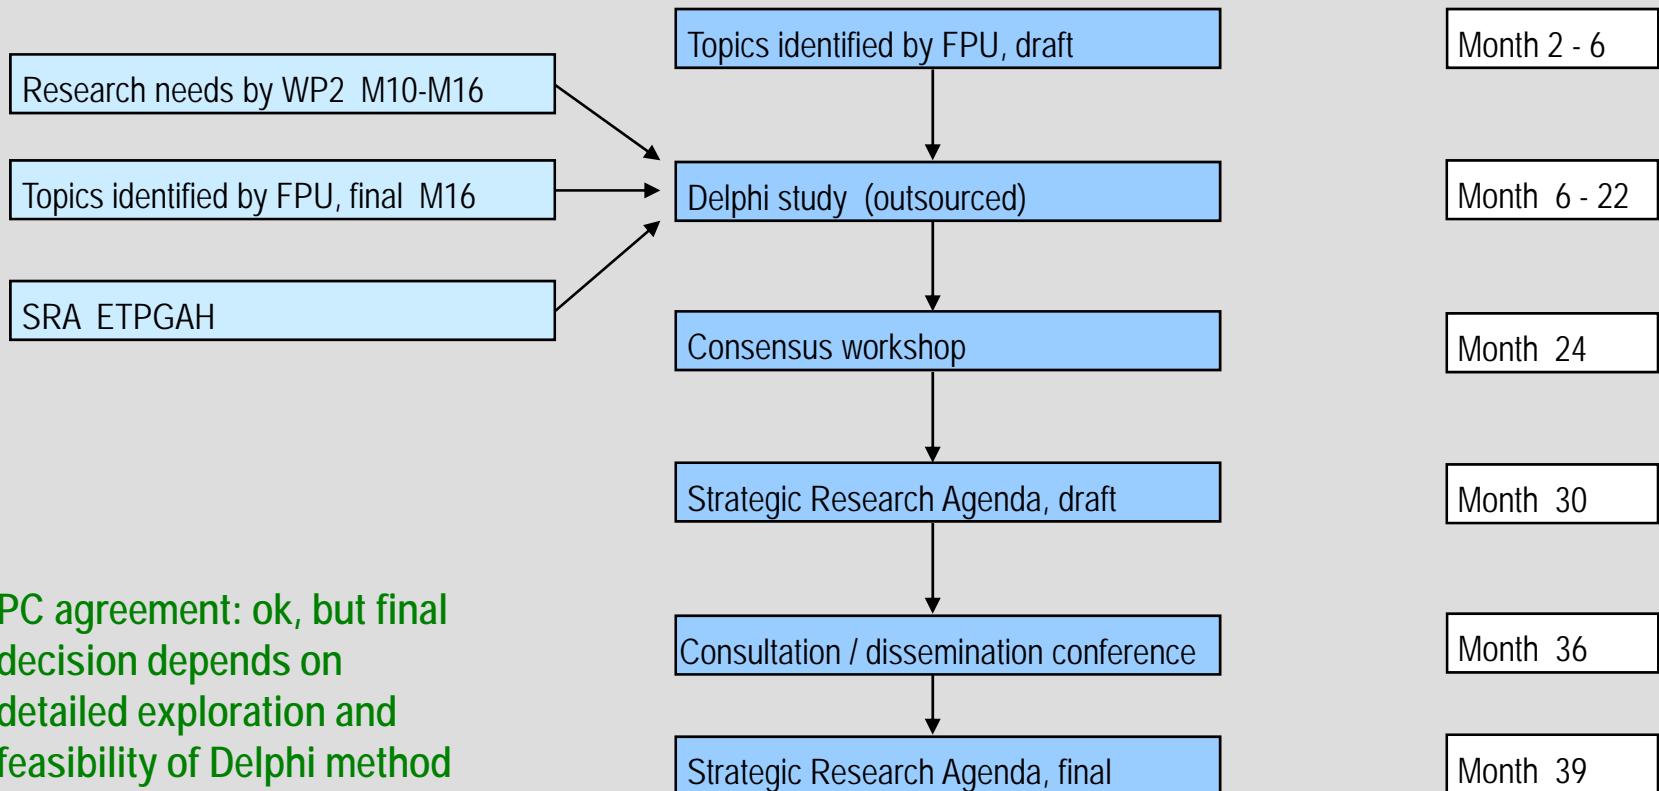 Topics identified by FPU, draft
Month 2 - 6
Research needs by WP2 M10-M16
Topics identified by FPU, final M16
Delphi study (outsourced)
Month 6 - 22
SRA ETPGAH
Consensus workshop
Month 24
Strategic Research Agenda, draft
Month 30
PC agreement: ok, but final
decision depends on
detailed exploration and
feasibility of Delphi method
Consultation / dissemination conference
Month 36
Strategic Research Agenda, final
Month 39